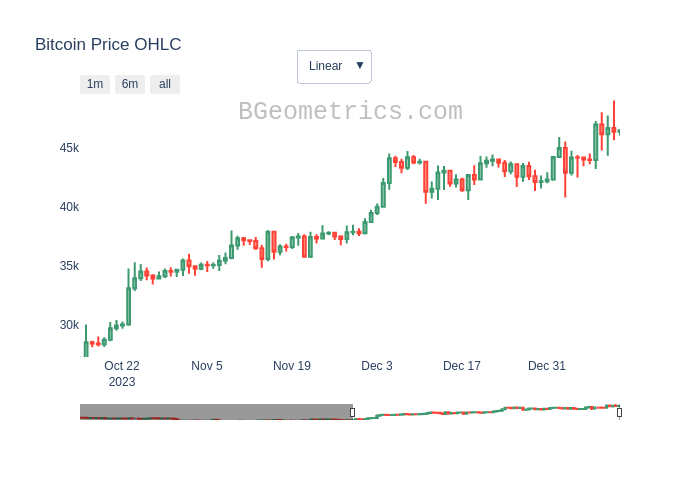 Bitcoin Price OHLC
Linear ▼
1m 6m all
BGeometrics.com
45k
40k
35k
30k
Oct 22 Nov 5 Nov 19 Dec 3 Dec 17 Dec 31
2023